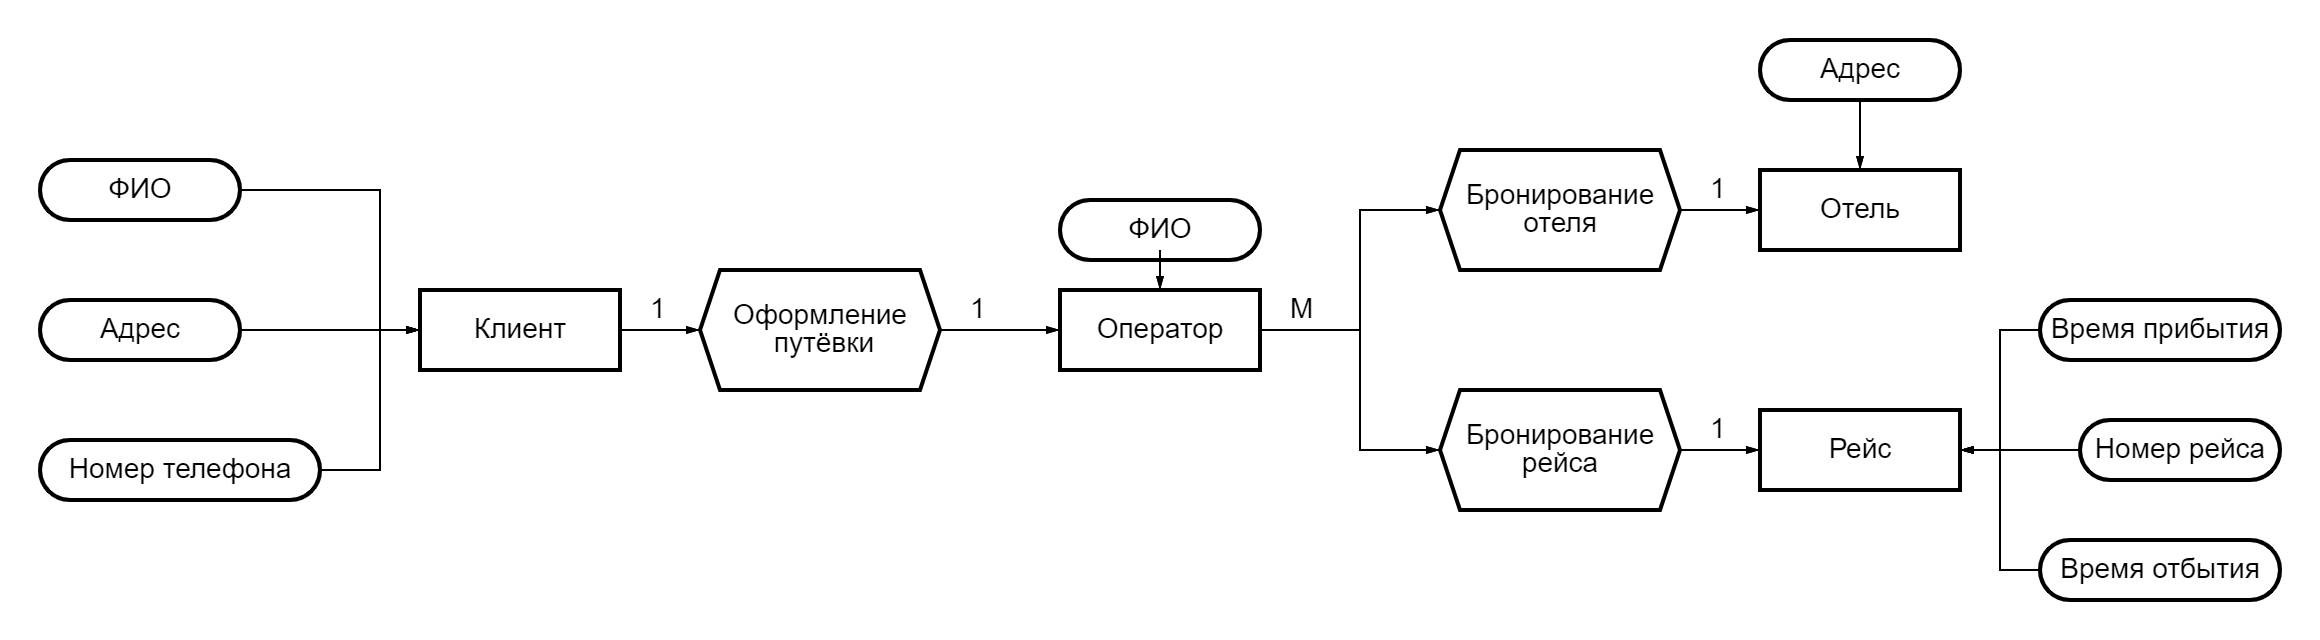 ФИО
Адрес
Номер телефона
Клиент
1
Оформление
путёвки
1
ФИО
Оператор
М
Бронирование
отеля
1
Адрес
Отель
Бронирование
рейса
1
Рейс
Время прибытия
Номер рейса
Время отбытия